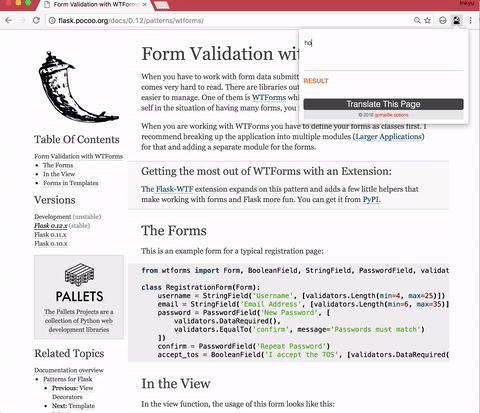 Form Validation with WTFor
Inkyu
flask.pocoo.org/docs/0.12/patterns/wtforms/
ho
RESULT
Translate This Page
Table Of Contents
Form Validation with WTForms
The Forms
In the View
Forms in Templates
Versions
Development (unstable)
Flask 0.12.x (stable)
Flask 0.11.x
Flask 0.10.x
PALLETS
The Pallets Projects are a
collection of Python web
development libraries
Related Topics
Documentation overview
Patterns for Flask
Previous: View
Decorators
Next: Template
Form Validation wit
When you have to work with form data submitt
comes very hard to read. There are libraries out
easier to manage. One of them is WTForms wh
self in the situation of having many forms, you
When you are working with WTForms you have to define your forms as classes first. I
recommend breaking up the application into multiple modules (Larger Applications)
for that and adding a separate module for the forms.
Getting the most out of WTForms with an Extension:
The Flask-WTF extension expands on this pattern and adds a few little helpers that
make working with forms and Flask more fun. You can get it from PyPI.
The Forms
This is an example form for a typical registration page:
from wtforms import Form, BooleanField, StringField, PasswordField, validat
class RegistrationForm(Form):
username = StringField('Username', [validators.Length(min=4, max=25)])
email = StringField('Email Address', [validators.Length(min=6, max=35)]
password = PasswordField('New Password', [
validators.DataRequired(),
validators.EqualTo('confirm', message='Passwords must match')
])
confirm = PasswordField('Repeat Password')
accept_tos = BooleanField('I accept the TOS', [validators.DataRequired(
In the View
In the view function, the usage of this form looks like this: